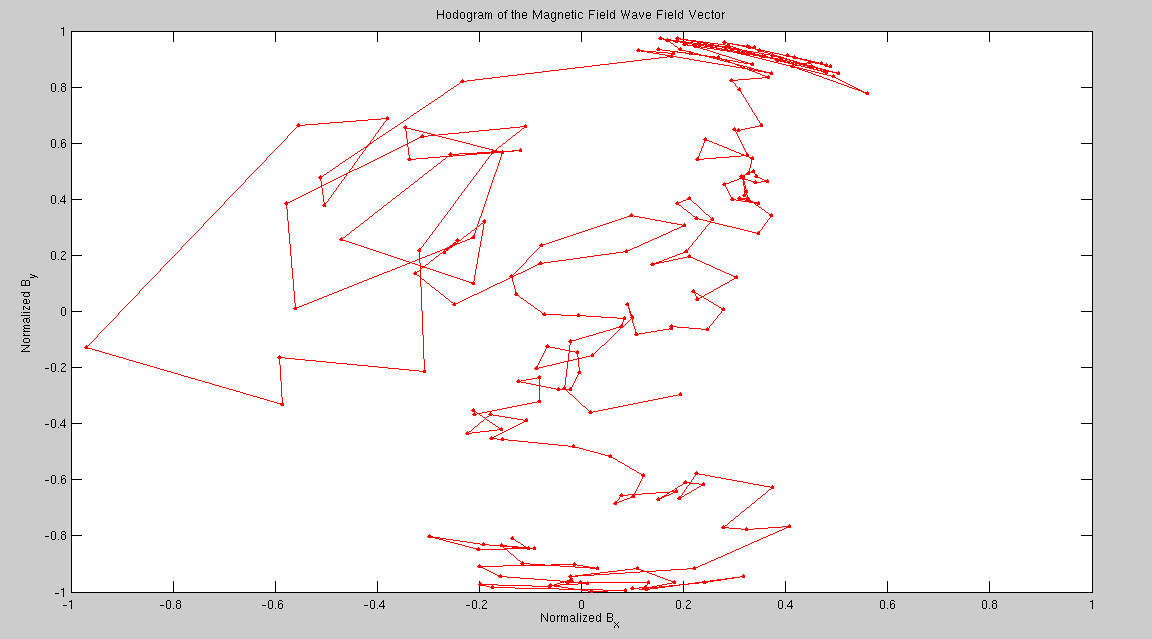 Hodogram of the Magnetic Field Wave Field Vector
1
0.8
0.6
0.4
0.2
0
-0.2
-0.4
-0.6
-0.8
-1
Normalized B_y
-1 -0.8 -0.6 -0.4 -0.2 0 0.2 0.4 0.6 0.8 1
Normalized B_x